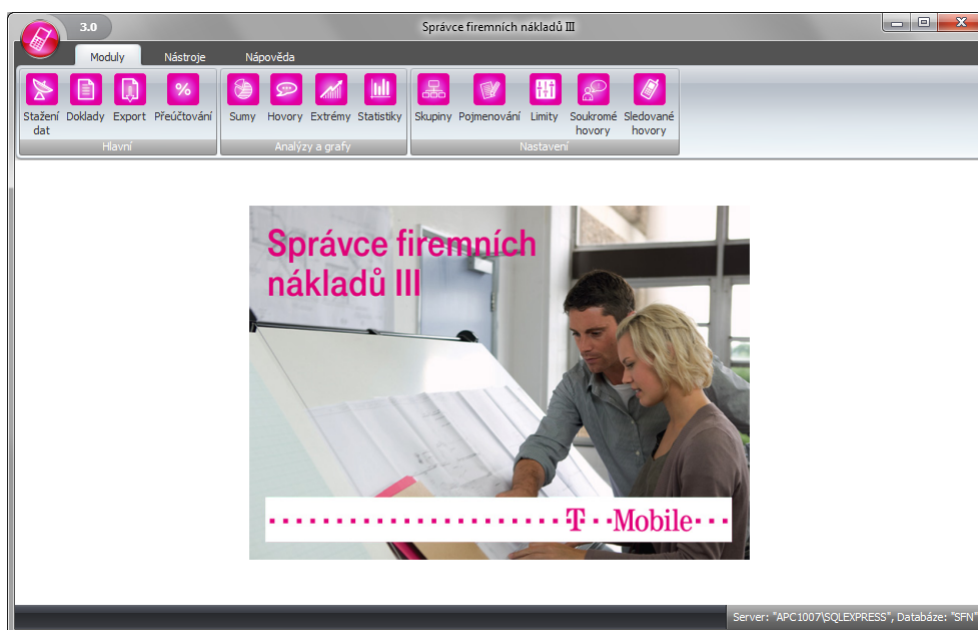 3.0
Správce firemních nákladů III
Moduly Nástroje Nápověda
Stažení dat
Doklady
Export
Přeúčtování
Hlavní
Sumy
Hovory
Extrémy
Statistiky
Analýzy a grafy
Skupiny
Pojmenování
Limity
Soukromé hovory
Sledované hovory
Nastavení
Správce firemních
nákladů III
T Mobile
Server: "APC1007\SQLEXPRESS", Databáze: "SFN"